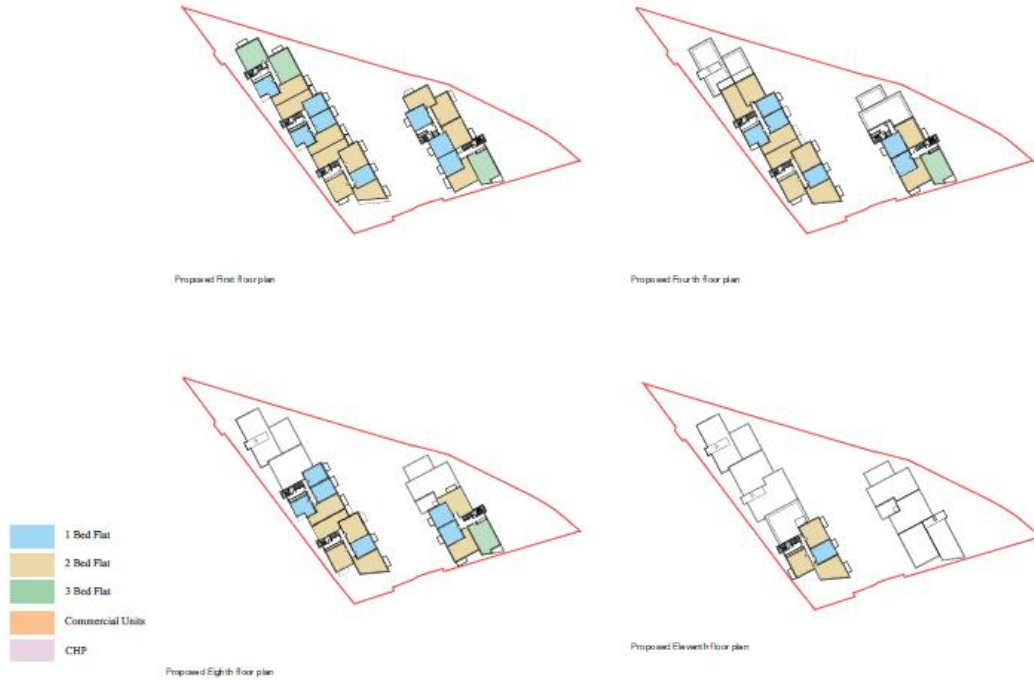 Proposed First floor plan
Proposed Fourth floor plan
1 Bed Flat
2 Bed Flat
3 Bed Flat
Commercial Units
CHP
Proposed Eighth floor plan
Proposed Eleventh floor plan